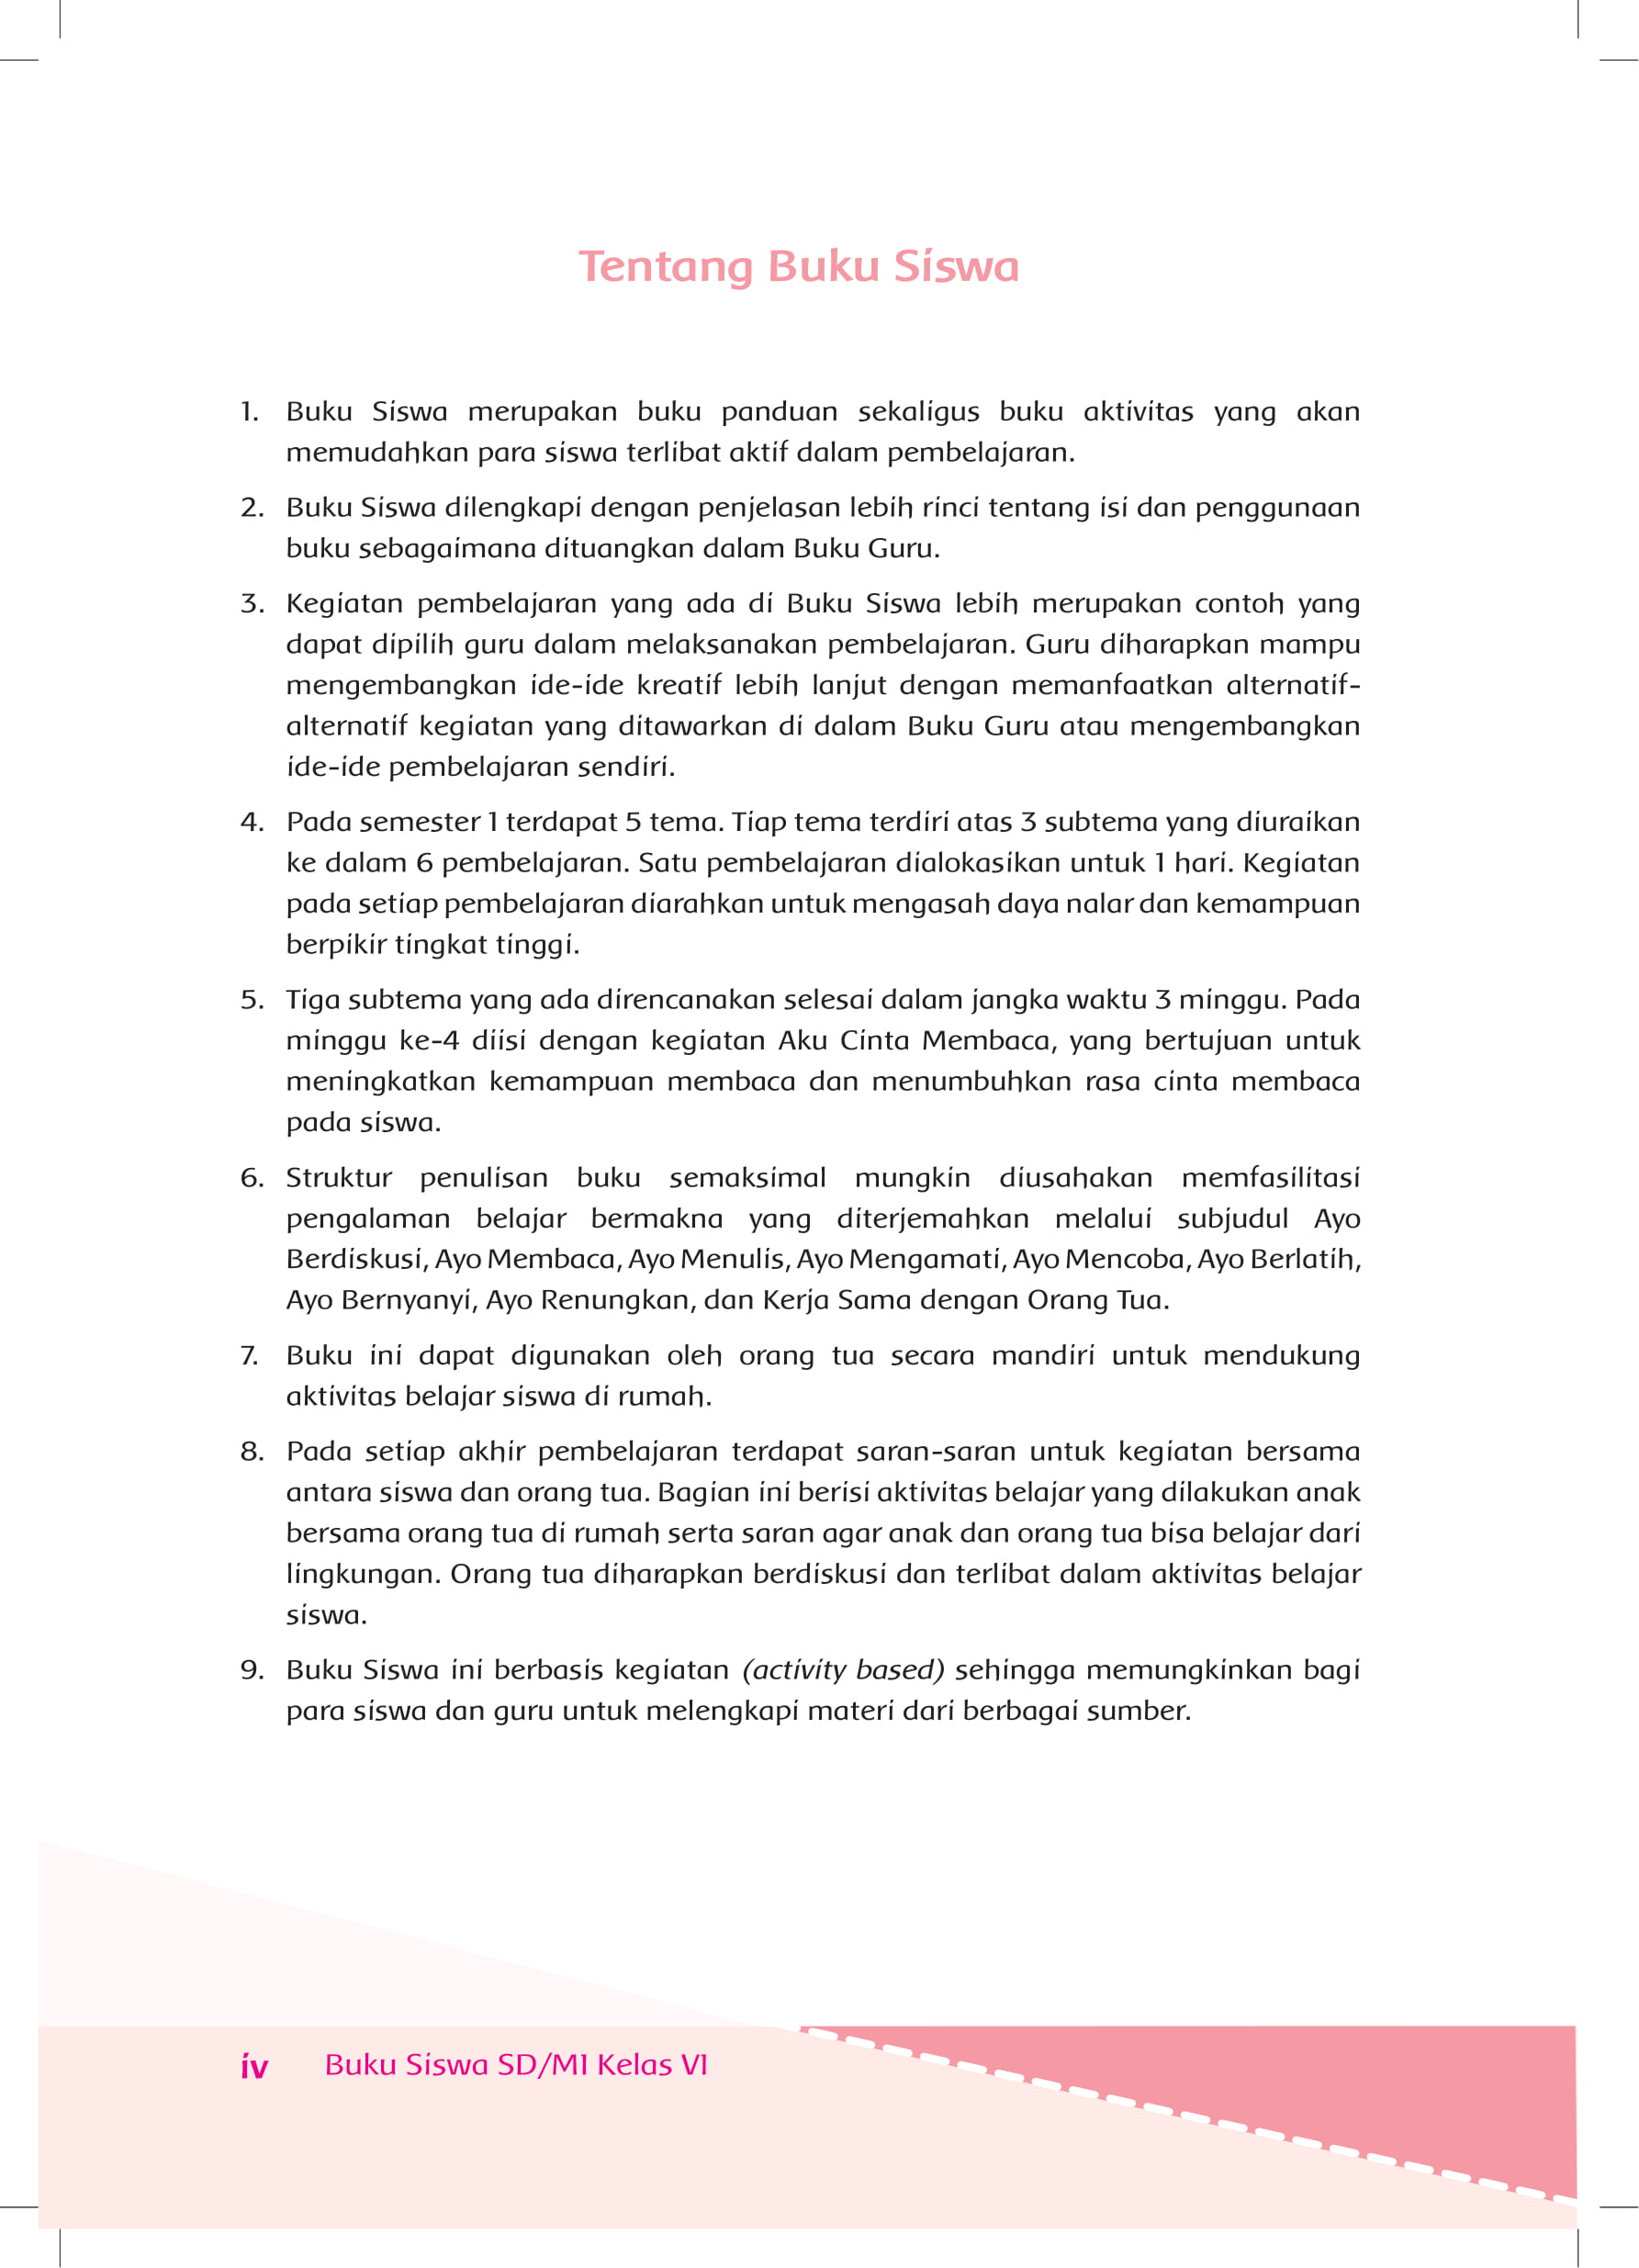 Tentang Buku Siswa
1. Buku Siswa merupakan buku panduan sekaligus buku aktivitas yang akan
memudahkan para siswa terlibat aktif dalam pembelajaran.
2. Buku Siswa dilengkapi dengan penjelasan lebih rinci tentang isi dan penggunaan
buku sebagaimana dituangkan dalam Buku Guru.
3. Kegiatan pembelajaran yang ada di Buku Siswa lebih merupakan contoh yang
dapat dipilih guru dalam melaksanakan pembelajaran. Guru diharapkan mampu
mengembangkan ide-ide kreatif lebih lanjut dengan memanfaatkan alternatif-
alternatif kegiatan yang ditawarkan di dalam Buku Guru atau mengembangkan
ide-ide pembelajaran sendiri.
4. Pada semester 1 terdapat 5 tema. Tiap tema terdiri atas 3 subtema yang diuraikan
ke dalam 6 pembelajaran. Satu pembelajaran dialokasikan untuk 1 hari. Kegiatan
pada setiap pembelajaran diarahkan untuk mengasah daya nalar dan kemampuan
berpikir tingkat tinggi.
5. Tiga subtema yang ada direncanakan selesai dalam jangka waktu 3 minggu. Pada
minggu ke-4 diisi dengan kegiatan Aku Cinta Membaca, yang bertujuan untuk
meningkatkan kemampuan membaca dan menumbuhkan rasa cinta membaca
pada siswa.
6. Struktur penulisan buku semaksimal mungkin diusahakan memfasilitasi
pengalaman belajar bermakna yang diterjemahkan melalui subjudul Ayo
Berdiskusi, Ayo Membaca, Ayo Menulis, Ayo Mengamati, Ayo Mencoba, Ayo Berlatih,
Ayo Bernyanyi, Ayo Renungkan, dan Kerja Sama dengan Orang Tua.
7. Buku ini dapat digunakan oleh orang tua secara mandiri untuk mendukung
aktivitas belajar siswa di rumah.
8. Pada setiap akhir pembelajaran terdapat saran-saran untuk kegiatan bersama
antara siswa dan orang tua. Bagian ini berisi aktivitas belajar yang dilakukan anak
bersama orang tua di rumah serta saran agar anak dan orang tua bisa belajar dari
lingkungan. Orang tua diharapkan berdiskusi dan terlibat dalam aktivitas belajar
siswa.
9. Buku Siswa ini berbasis kegiatan (activity based) sehingga memungkinkan bagi
para siswa dan guru untuk melengkapi materi dari berbagai sumber.
iv Buku Siswa SD/MI Kelas VI